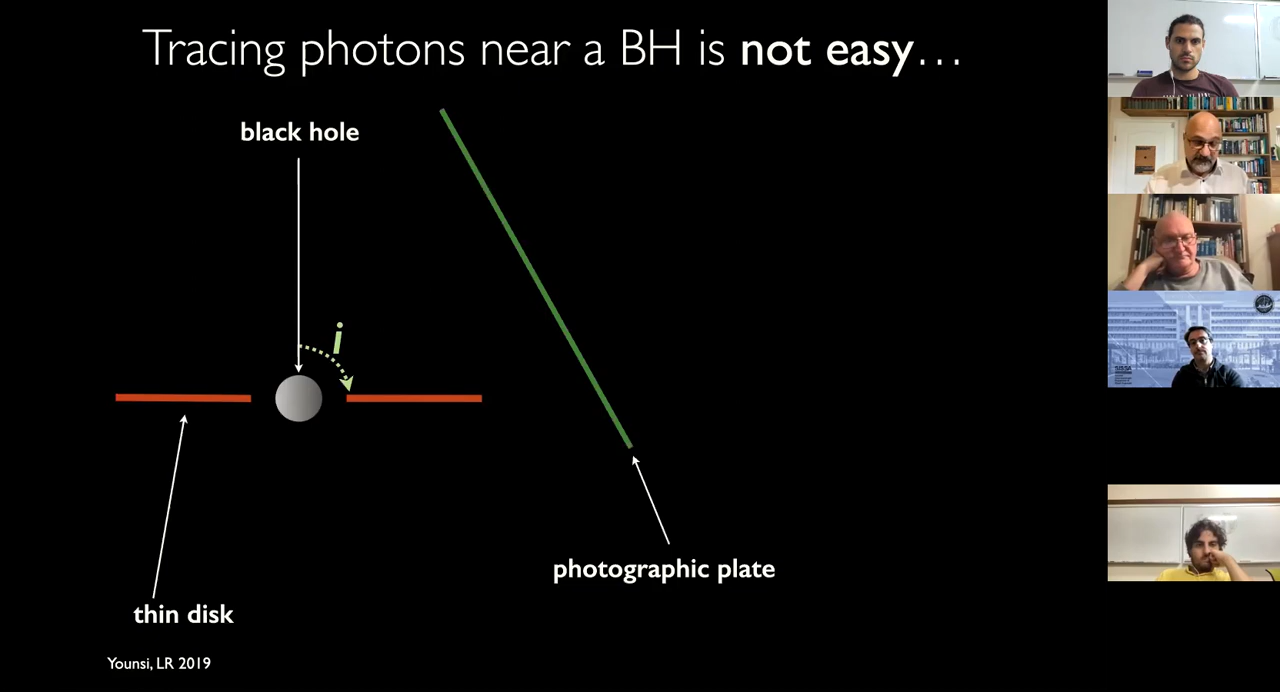 Tracing photons near a BH is not easy…
black hole
i
photographic plate
thin disk
Younsi, LR 2019